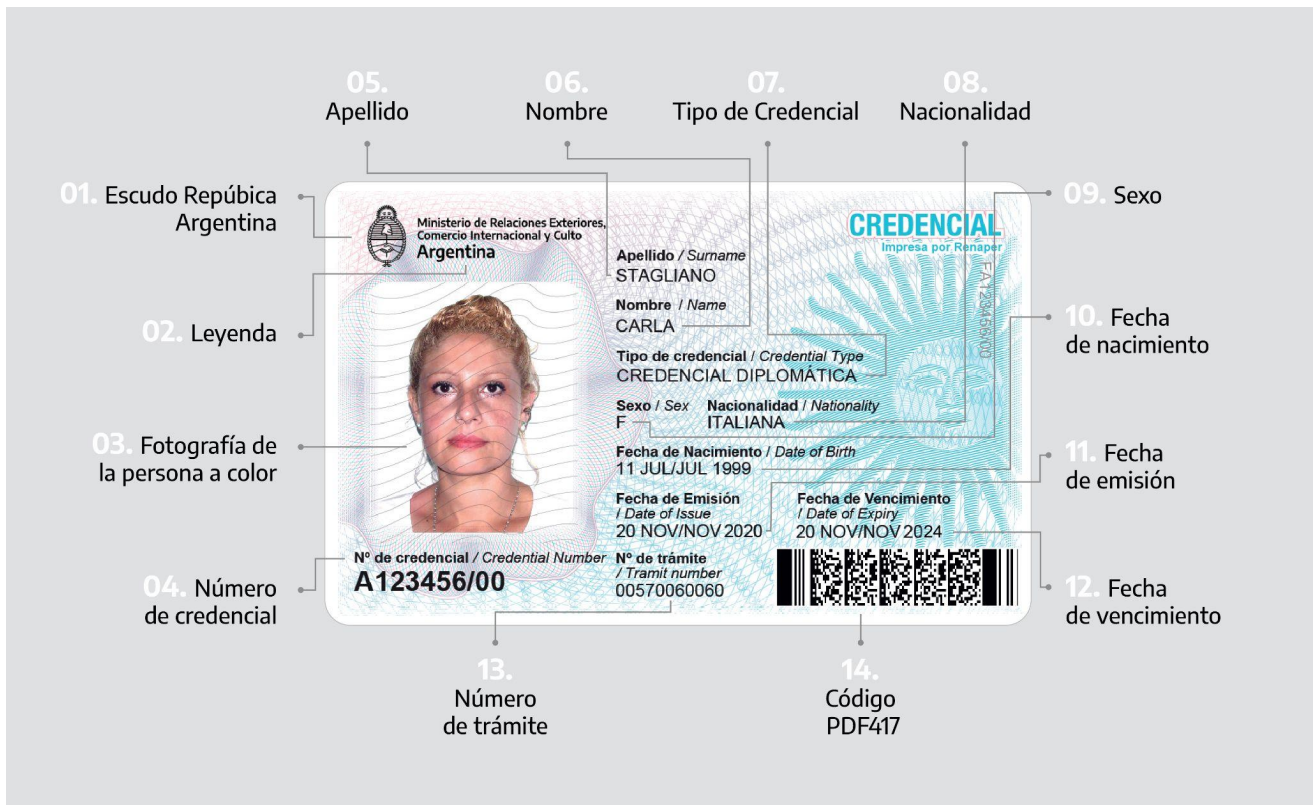 05.
Apellido
06.
Nombre
07.
Tipo de Credencial
08.
Nacionalidad
01. Escudo Repúbica
Argentina
02. Leyenda
03. Fotografía de
la persona a color
04. Número
de credencial
Ministerio de Relaciones Exteriores,
Comercio Internacional y Culto
Argentina
CREDENCIAL
Impresa por Renaper
EA123456/00
Apellido / Surname
STAGLIANO
Nombre / Name
CARLA
Tipo de credencial / Credential Type
CREDENCIAL DIPLOMÁTICA
Sexo / Sex Nacionalidad / Nationality
F ITALIANA
Fecha de Nacimiento / Date of Birth
11 JUL/JUL 1999
Fecha de Emisión
/ Date of Issue
20 NOV/NOV 2020
Fecha de Vencimiento
/ Date of Expiry
20 NOV/NOV 2024
Nº de credencial / Credential Number
A123456/00
Nº de trámite
/ Tramit number
00570060060
09. Sexo
10. Fecha
de nacimiento
11. Fecha
de emisión
12. Fecha
de vencimiento
13.
Número
de trámite
14.
Código
PDF417